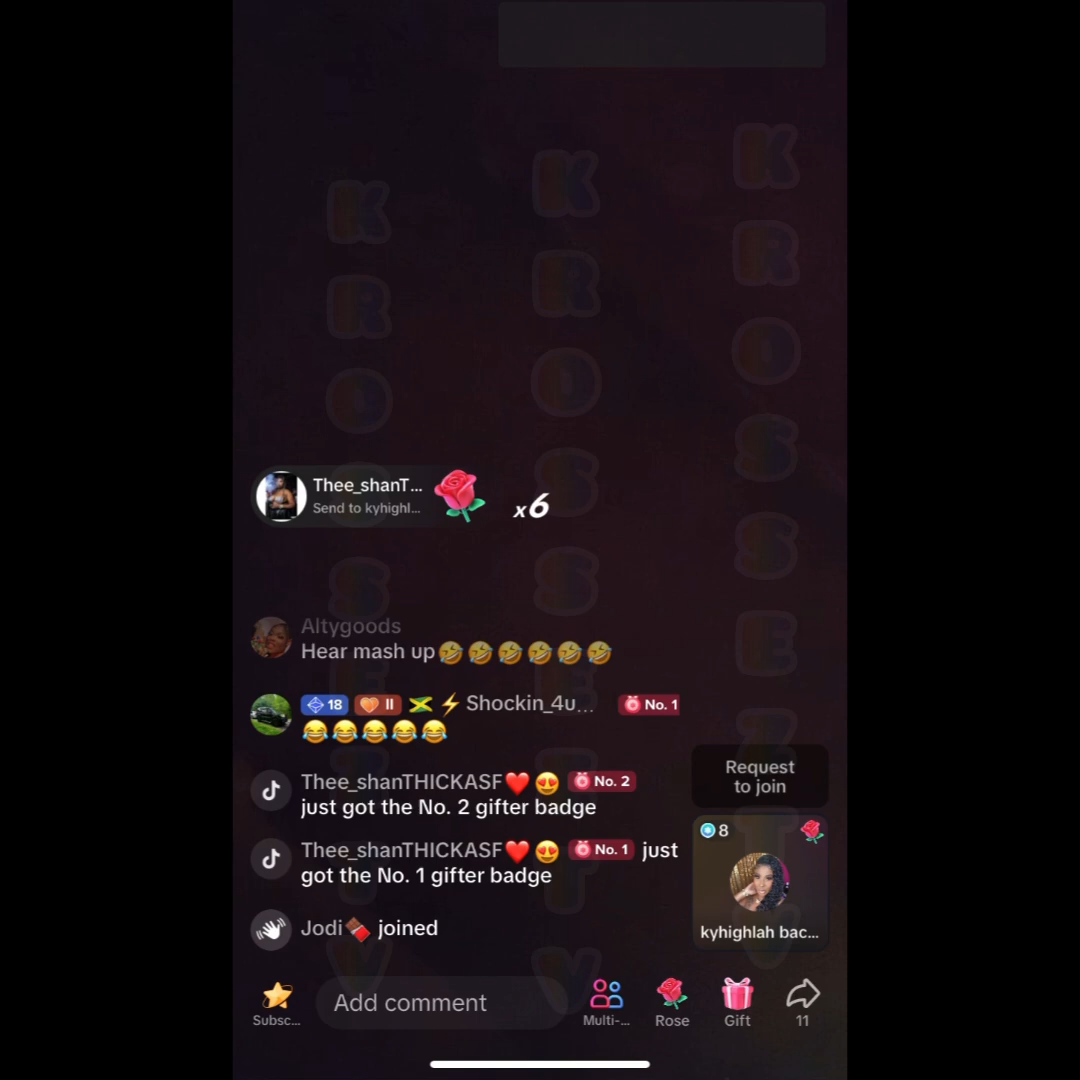 K K K
R R R
O O O
S S S
S S S
E E E
Z
T T T
V Y Y
Thee_shanT...
Send to kyhighl...
x6
Altygoods
Hear mash up🤣🤣🤣🤣🤣🤣
18 II Shockin_4u... No. 1
😂😂😂😂😂
Thee_shanTHICKASF❤️😍 No. 2
just got the No. 2 gifter badge
Thee_shanTHICKASF❤️😍 No. 1 just
got the No. 1 gifter badge
Jodi🍫 joined
Request
to join
8
kyhighlah bac...
Subsc...
Add comment
Multi-...
Rose
Gift
11